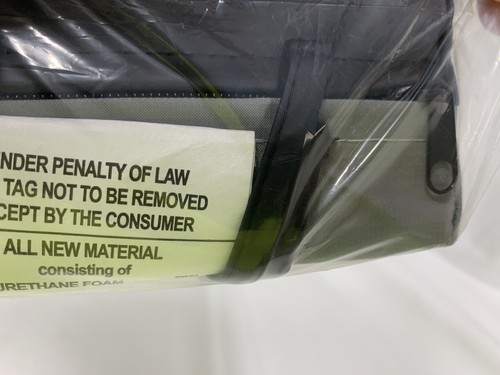 NDER PENALTY OF LAW
TAG NOT TO BE REMOVED
CEPT BY THE CONSUMER
ALL NEW MATERIAL
consisting of
URETHANE FOAM